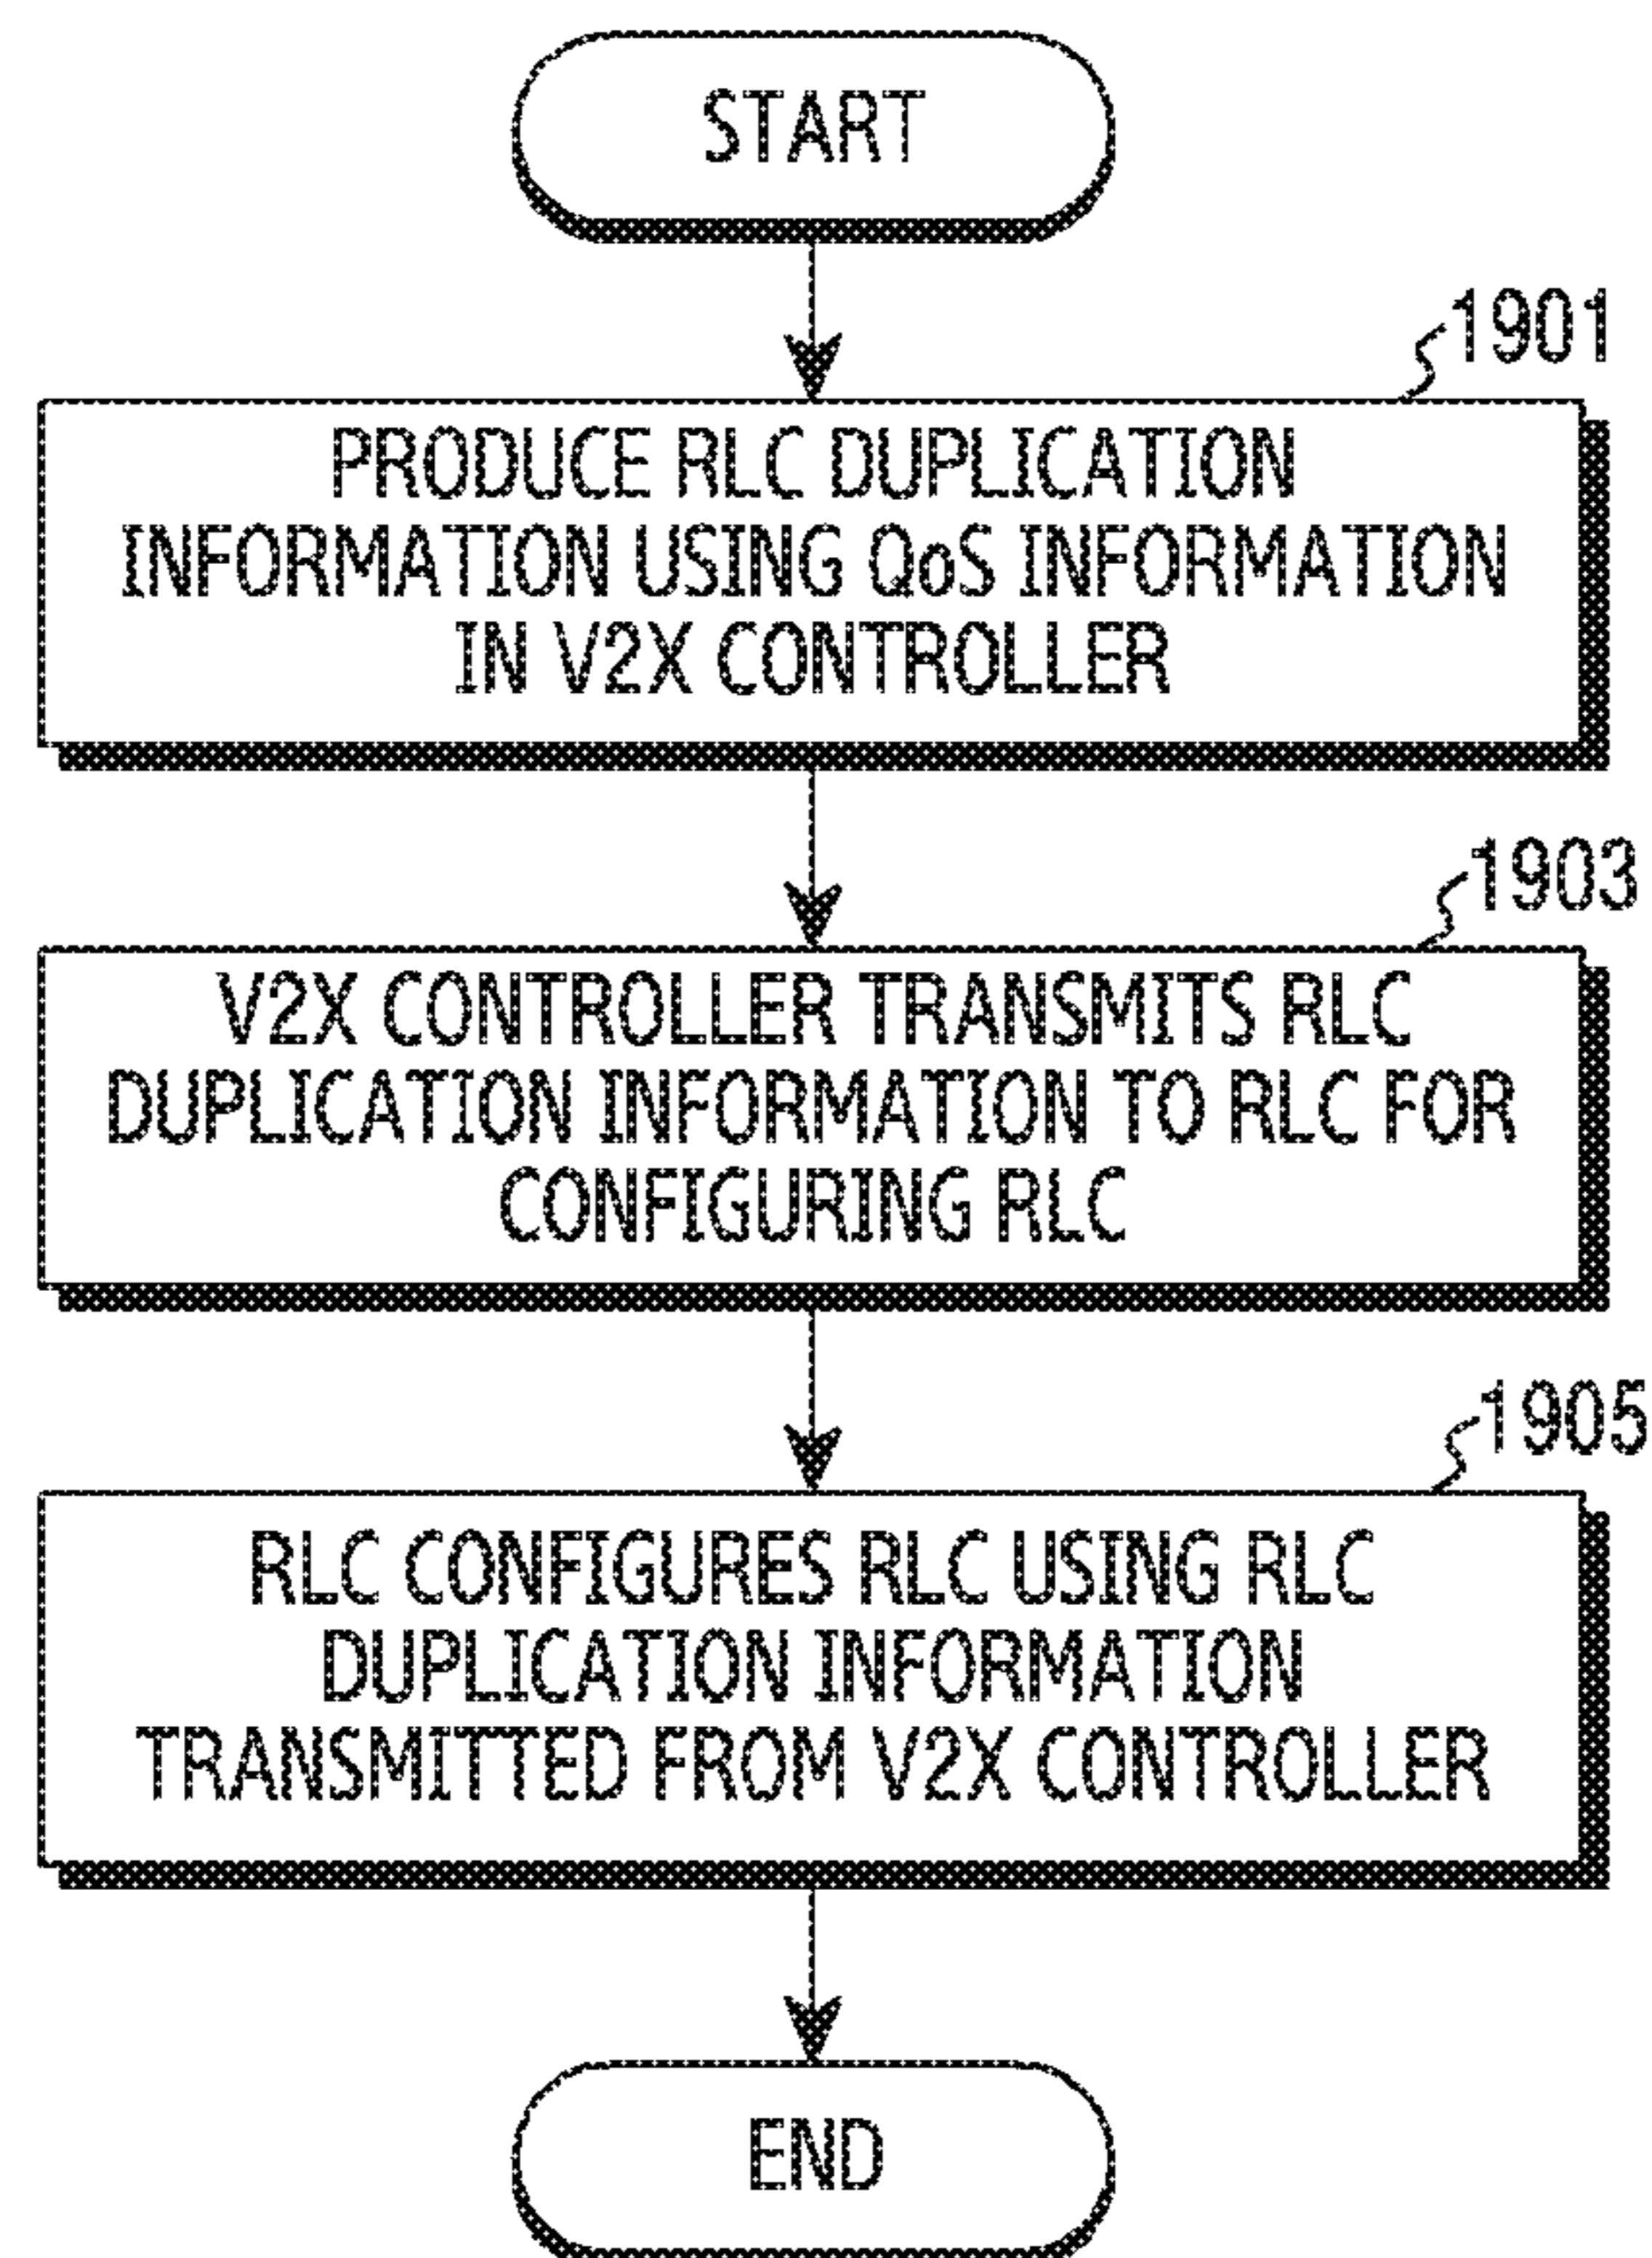 START
1901
PRODUCE RLC DUPLICATION
INFORMATION USING QoS INFORMATION
IN V2X CONTROLLER
1903
V2X CONTROLLER TRANSMITS RLC
DUPLICATION INFORMATION TO RLC FOR
CONFIGURING RLC
1905
RLC CONFIGURES RLC USING RLC
DUPLICATION INFORMATION
TRANSMITTED FROM V2X CONTROLLER
END